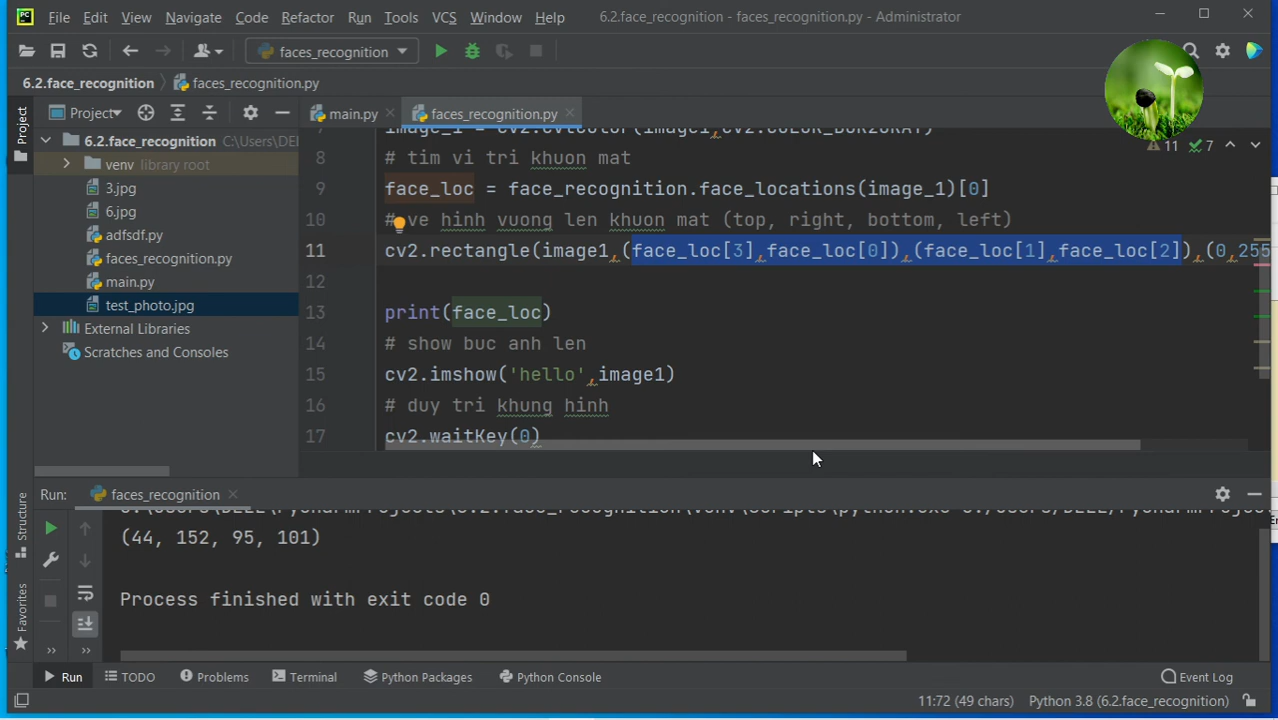 File Edit View Navigate Code Refactor Run Tools VCS Window Help 6.2.face_recognition - faces_recognition.py - Administrator
faces_recognition
6.2.face_recognition faces_recognition.py
Project main.py faces_recognition.py
Project
6.2.face_recognition C:\Users\DE
venv library root
3.jpg
6.jpg
adfsdf.py
faces_recognition.py
main.py
test_photo.jpg
External Libraries
Scratches and Consoles
11 7
8 # tim vi tri khuon mat
9 face_loc = face_recognition.face_locations(image_1)[0]
10 # ve hinh vuong len khuon mat (top, right, bottom, left)
11 cv2.rectangle(image1,(face_loc[3],face_loc[0]),(face_loc[1],face_loc[2]),(0,255
12
13 print(face_loc)
14 # show buc anh len
15 cv2.imshow('hello',image1)
16 # duy tri khung hinh
17 cv2.waitKey(0)
Structure
Favorites
Run: faces_recognition
(44, 152, 95, 101)
Process finished with exit code 0
Run TODO Problems Terminal Python Packages Python Console Event Log
11:72 (49 chars) Python 3.8 (6.2.face_recognition)